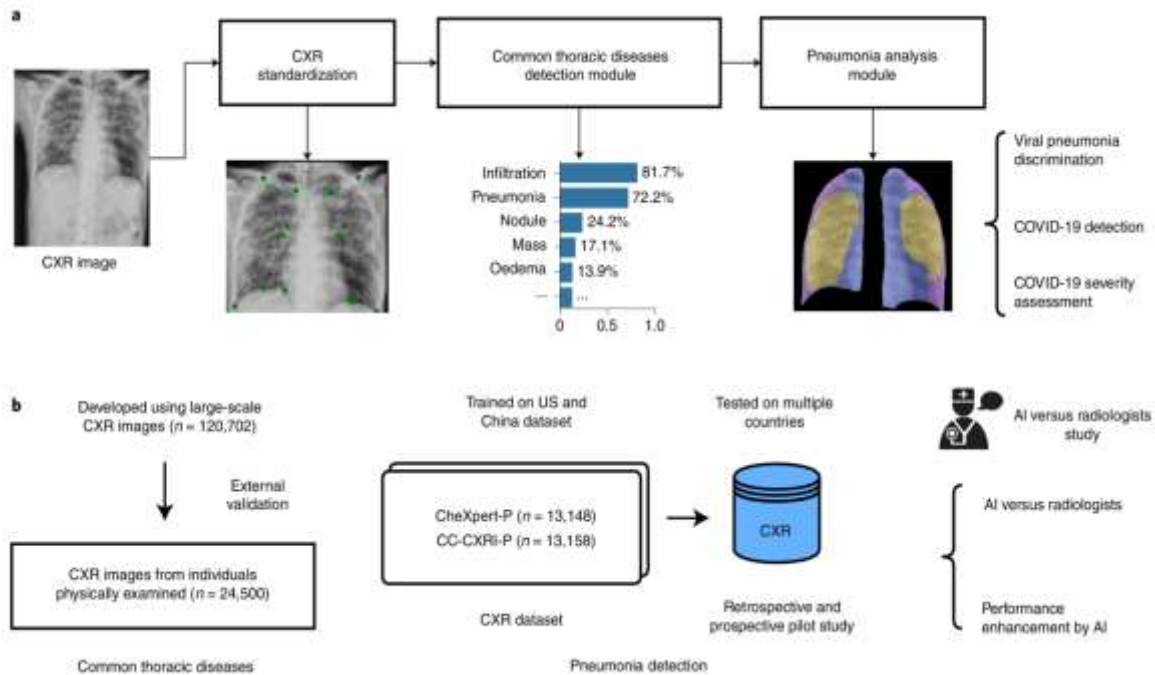 a
CXR
standardization
Common thoracic diseases
detection module
Pneumonia analysis
module
CXR image
Infiltration 81.7%
Pneumonia 72.2%
Nodule 24.2%
Mass 17.1%
Oedema 13.9%
... ...
0 0.5 1.0
Viral pneumonia
discrimination
COVID-19 detection
COVID-19 severity
assessment
b
Developed using large-scale
CXR images (n = 120,702)
External
validation
CXR images from individuals
physically examined (n = 24,500)
Common thoracic diseases
Trained on US and
China dataset
CheXpert-P (n = 13,148)
CC-CXRI-P (n = 13,158)
CXR dataset
Tested on multiple
countries
CXR
Retrospective and
prospective pilot study
Pneumonia detection
AI versus radiologists
study
AI versus radiologists
Performance
enhancement by AI